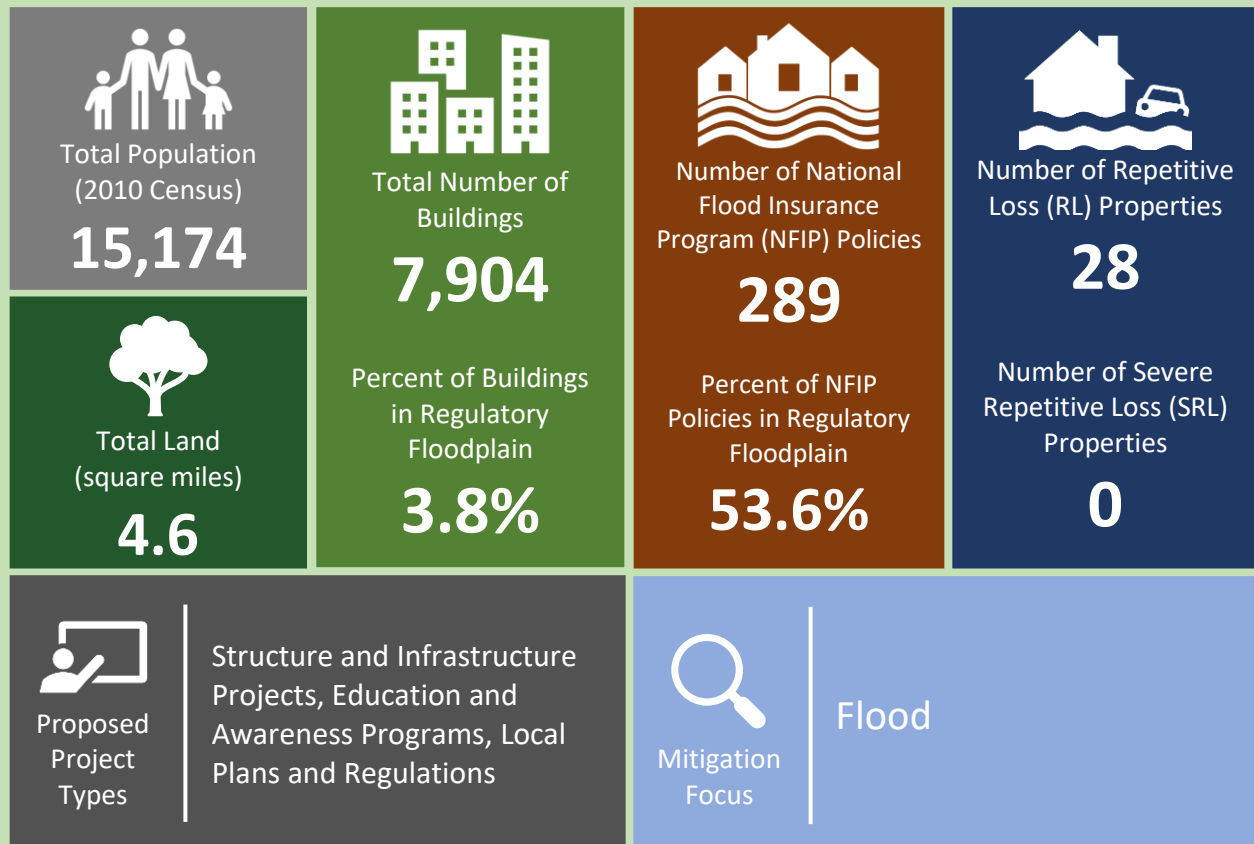 Total Population
(2010 Census)
15,174
Total Land
(square miles)
4.6
Total Number of
Buildings
7,904
Percent of Buildings
in Regulatory
Floodplain
3.8%
Number of National
Flood Insurance
Program (NFIP) Policies
289
Percent of NFIP
Policies in Regulatory
Floodplain
53.6%
Number of Repetitive
Loss (RL) Properties
28
Number of Severe
Repetitive Loss (SRL)
Properties
0
Proposed
Project
Types
Structure and Infrastructure
Projects, Education and
Awareness Programs, Local
Plans and Regulations
Mitigation
Focus
Flood